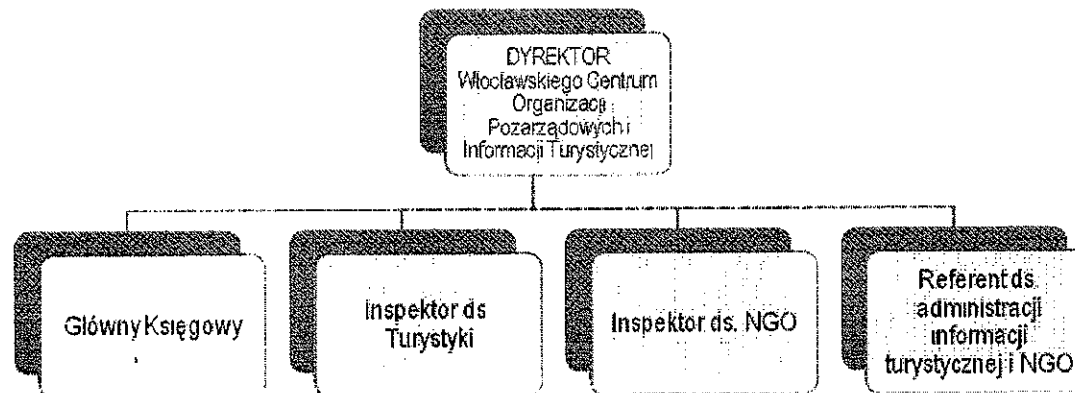 DYREKTOR
Włocławskiego Centrum
Organizacji
Pozarządowych i
Informacji Turystycznej
Główny Księgowy
Inspektor ds
Turystyki
Inspektor ds. NGO
Referent ds.
administracji
informacji
turystycznej i NGO